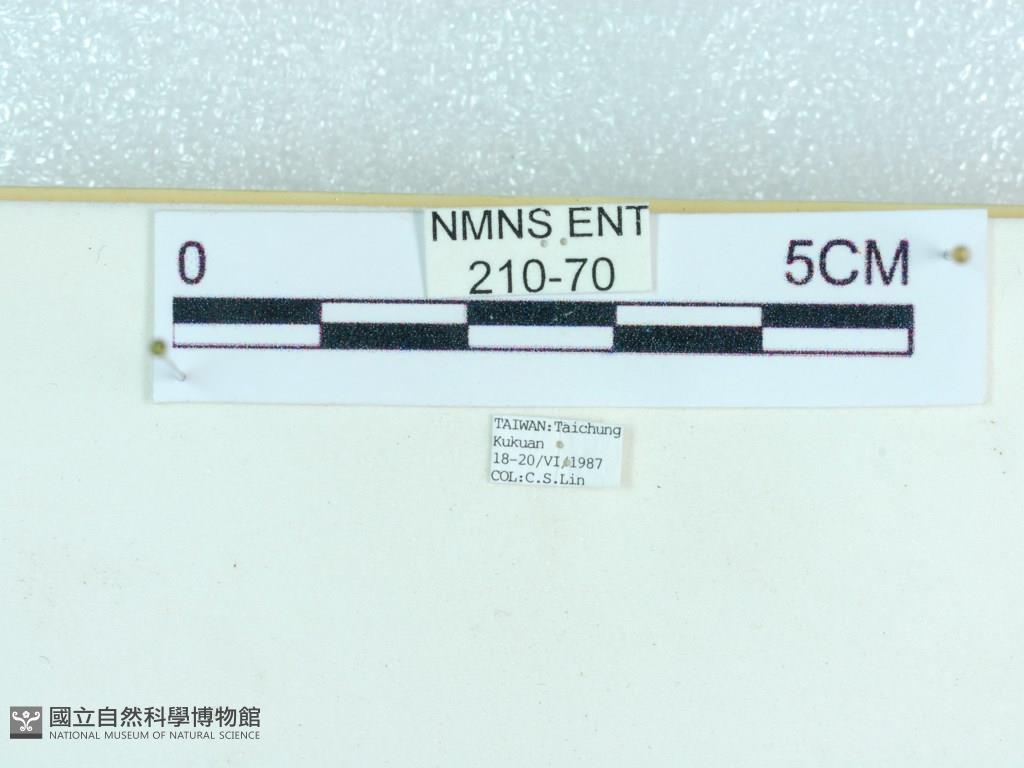 NMNS ENT
210-70
0
5CM
TAIWAN:Taichung
Kukuan
18-20/VI/1987
COL:C.S.Lin
國立自然科學博物館
NATIONAL MUSEUM OF NATURAL SCIENCE